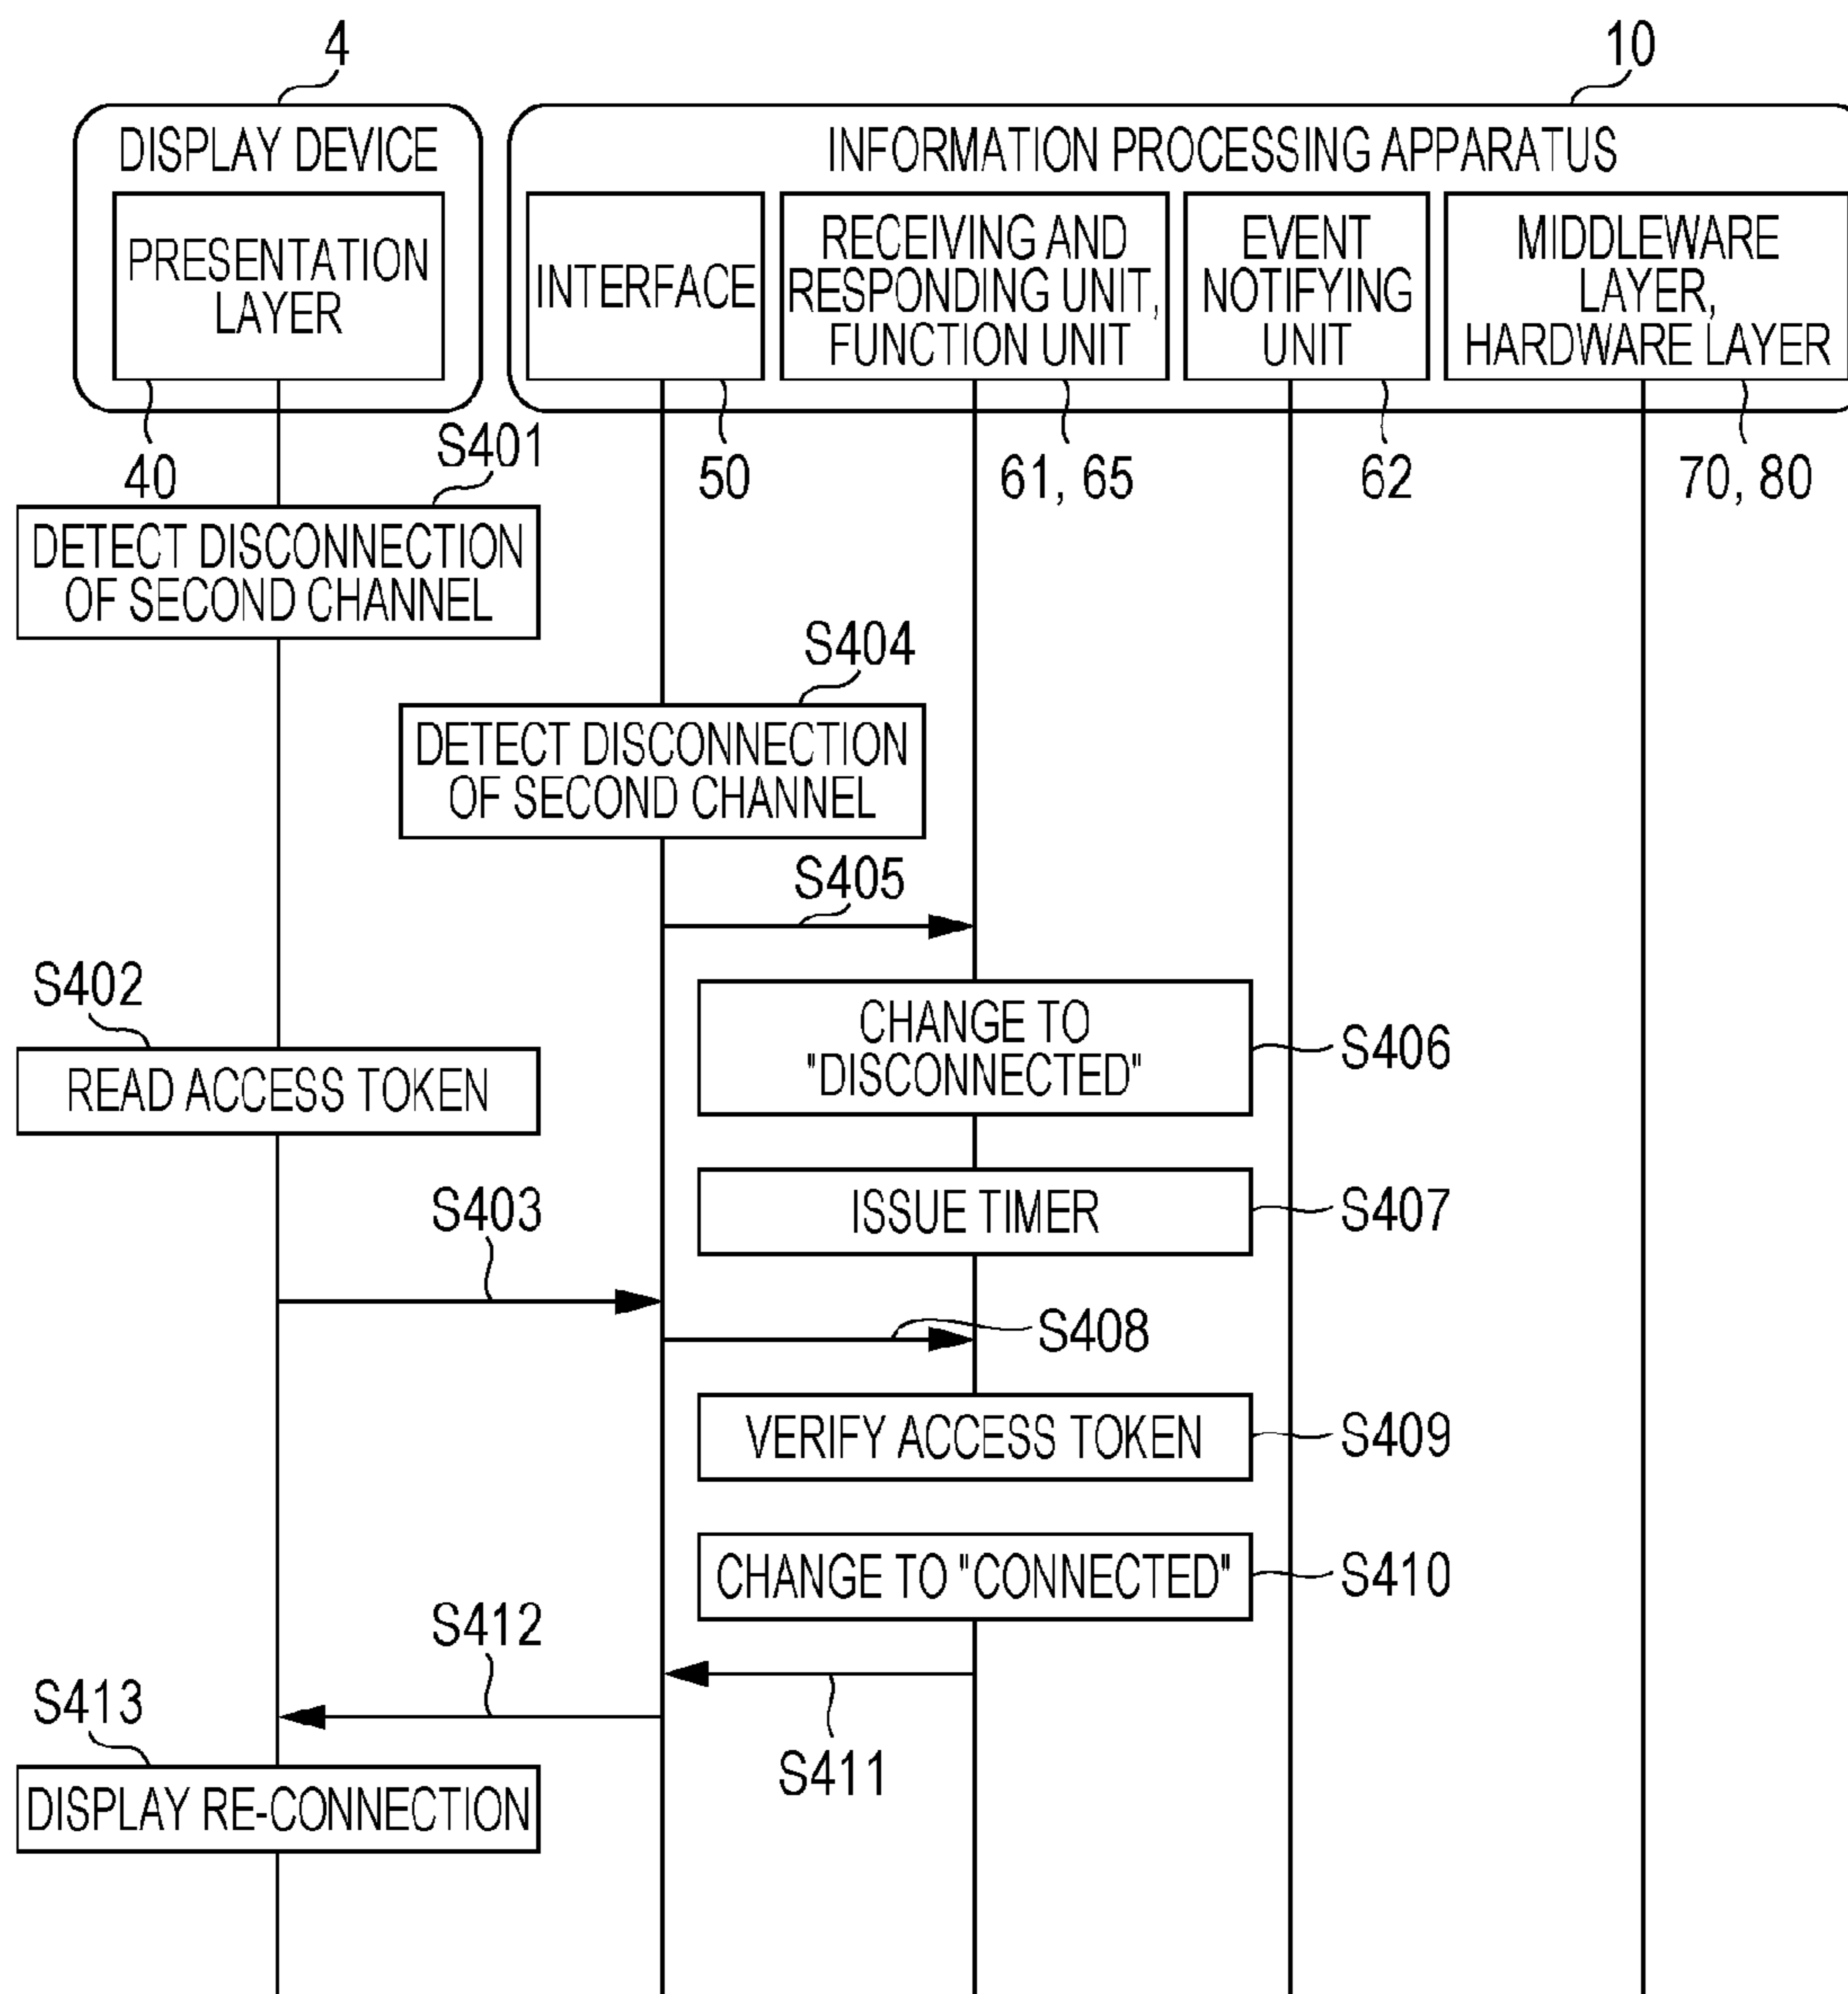 4
10
DISPLAY DEVICE
INFORMATION PROCESSING APPARATUS
PRESENTATION
LAYER
INTERFACE
RECEIVING AND
RESPONDING UNIT,
FUNCTION UNIT
EVENT
NOTIFYING
UNIT
MIDDLEWARE
LAYER,
HARDWARE LAYER
40
S401
50
61, 65
62
70, 80
DETECT DISCONNECTION
OF SECOND CHANNEL
S404
DETECT DISCONNECTION
OF SECOND CHANNEL
S405
S402
CHANGE TO
"DISCONNECTED"
S406
READ ACCESS TOKEN
S403
ISSUE TIMER
S407
S408
VERIFY ACCESS TOKEN
S409
CHANGE TO "CONNECTED"
S410
S412
S413
S411
DISPLAY RE-CONNECTION